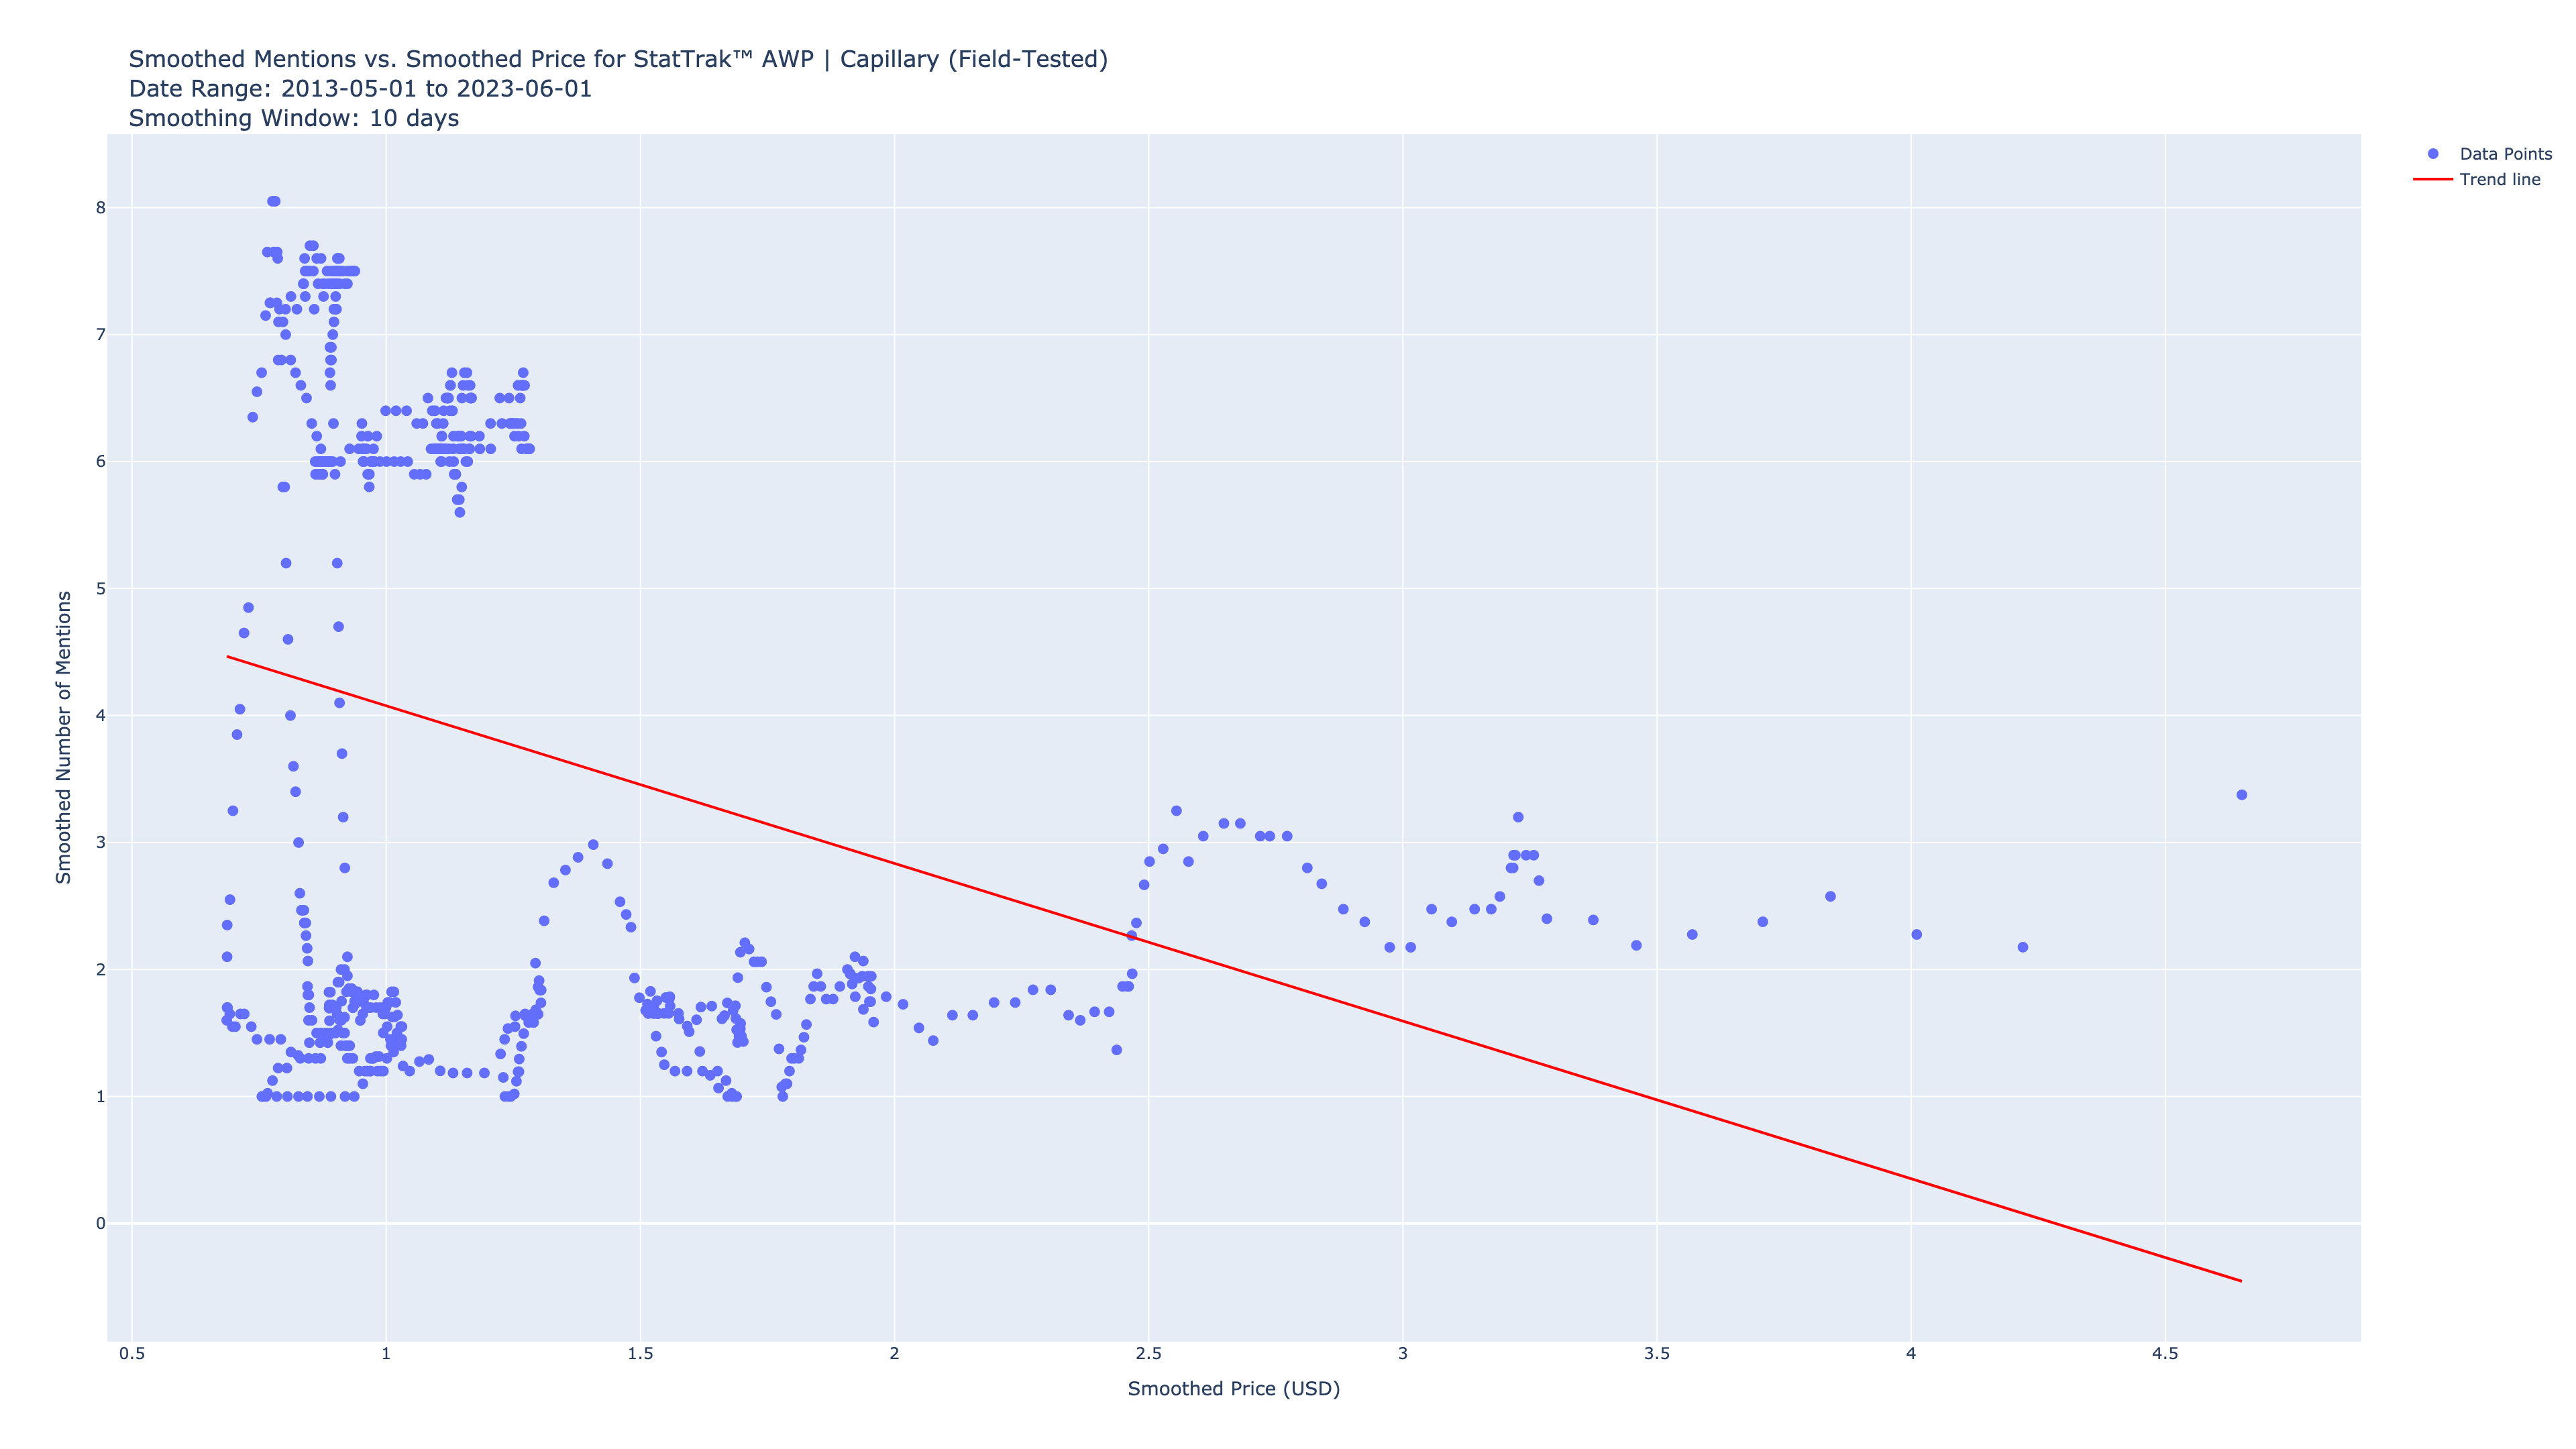 Smoothed Mentions vs. Smoothed Price for StatTrak™ AWP | Capillary (Field-Tested)
Date Range: 2013-05-01 to 2023-06-01
Smoothing Window: 10 days
Data Points
Trend line
8
7
6
5
4
3
2
1
0
Smoothed Number of Mentions
0.5
1
1.5
2
2.5
3
3.5
4
4.5
Smoothed Price (USD)